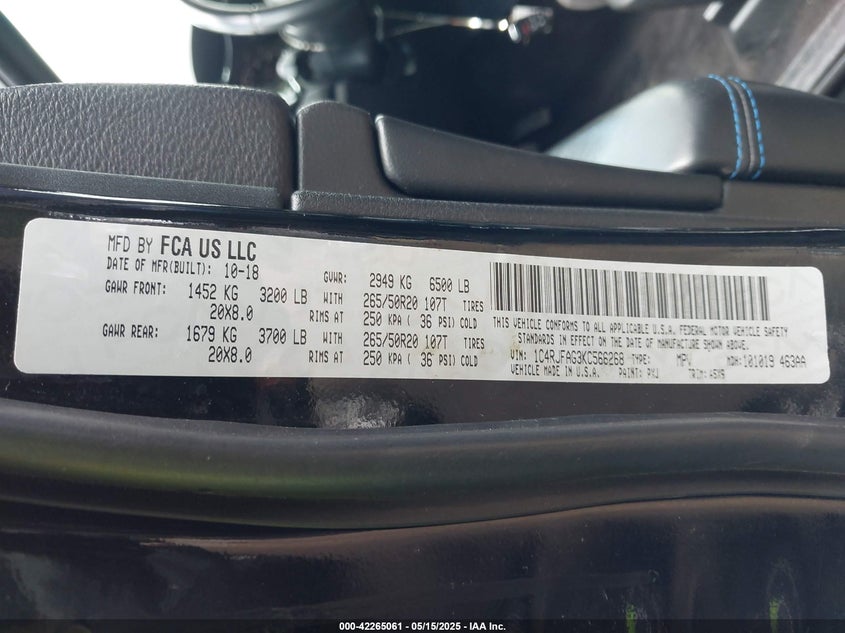 MFD BY FCA US LLC
DATE OF MFR(BUILT): 10-18 GVWR: 2949 KG 6500 LB
GAWR FRONT: 1452 KG 3200 LB WITH 265/50R20 107T TIRES
20X8.0 RIMS AT 250 KPA ( 36 PSI) COLD
GAWR REAR: 1679 KG 3700 LB WITH 265/50R20 107T TIRES
20X8.0 RIMS AT 250 KPA ( 36 PSI) COLD
THIS VEHICLE CONFORMS TO ALL APPLICABLE U.S.A. FEDERAL MOTOR VEHICLE SAFETY
STANDARDS IN EFFECT ON THE DATE OF MANUFACTURE SHOWN ABOVE.
VIN: 1C4RJFAG3KC566268 TYPE: MPV MDH: 101019 463AA
VEHICLE MADE IN U.S.A. PAINT: PXJ TRIM: A5X9
000-42265061 - 05/15/2025 - IAA Inc.